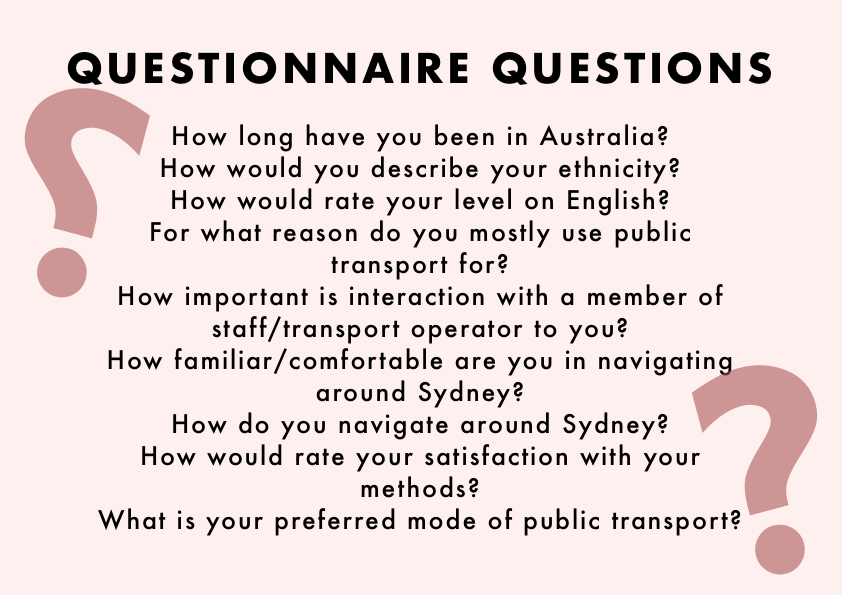 QUESTIONNAIRE QUESTIONS
How long have you been in Australia?
How would you describe your ethnicity?
How would rate your level on English?
For what reason do you mostly use public
transport for?
How important is interaction with a member of
staff/transport operator to you?
How familiar/comfortable are you in navigating
around Sydney?
How do you navigate around Sydney?
How would rate your satisfaction with your
methods?
What is your preferred mode of public transport?
?
?